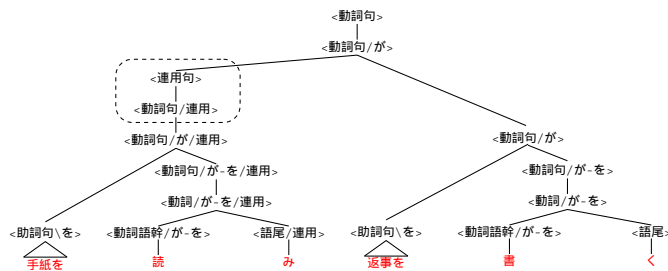 <動詞句>
<動詞句/が>
<連用句>
<動詞句/連用>
<動詞句/が/連用> <動詞句/が>
<動詞句/が-を/連用> <動詞句/が-を>
<動詞/が-を/連用> <動詞/が-を>
<助詞句\を> <動詞語幹/が-を> <語尾/連用> <助詞句\を> <動詞語幹/が-を> <語尾>
手紙を 読 み 返事を 書 く